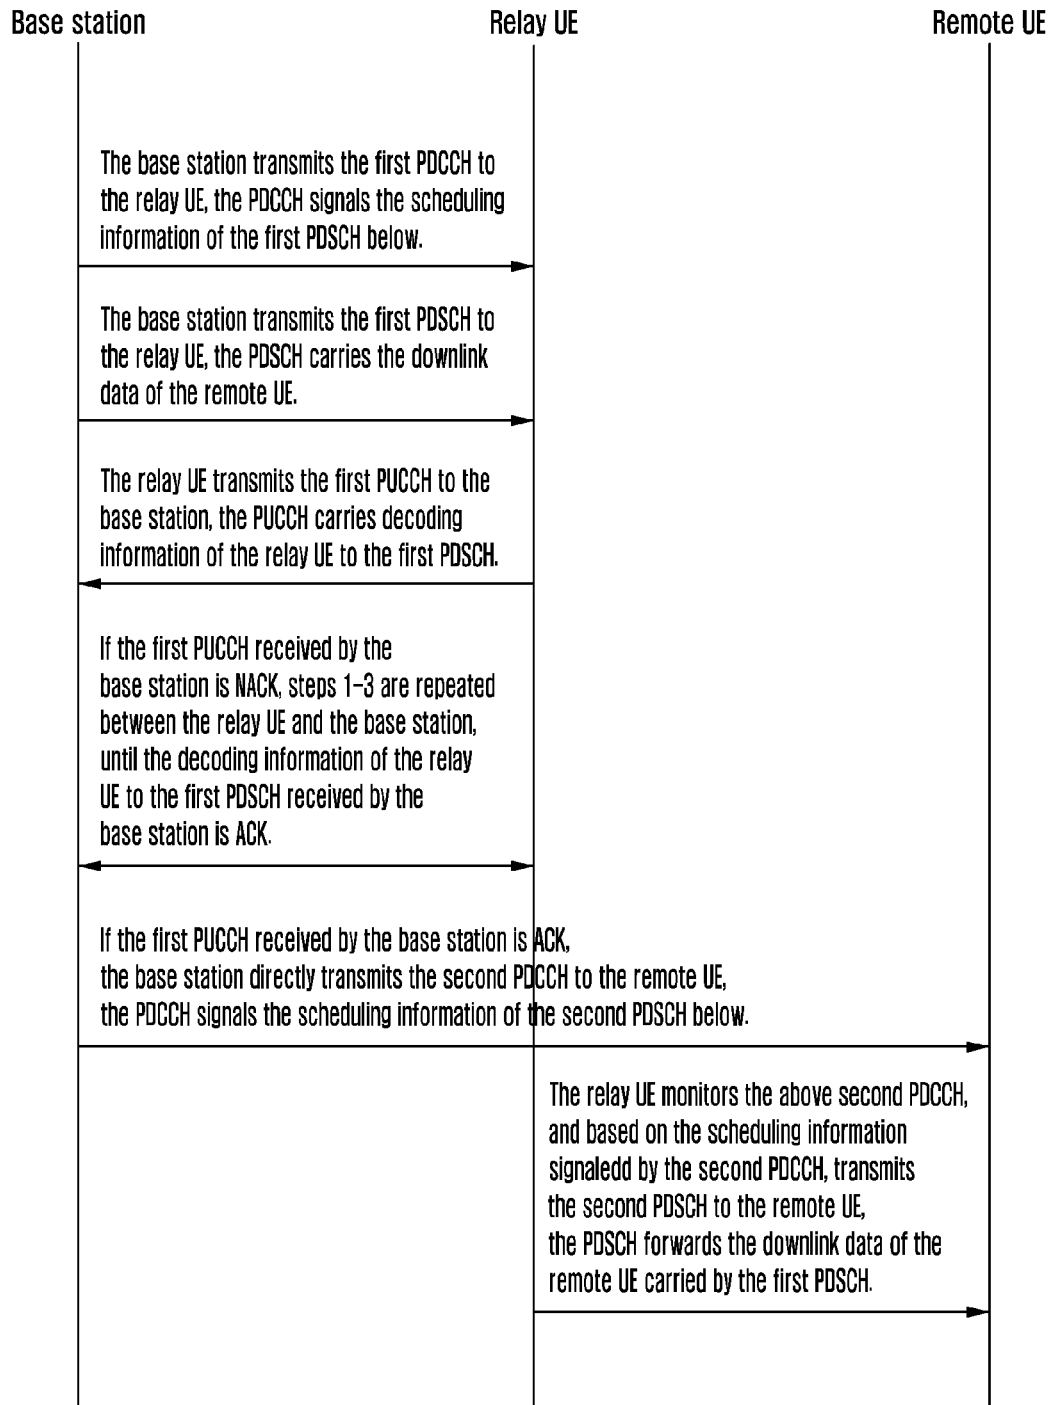 Base station
Relay UE
Remote UE
The base station transmits the first PDCCH to
the relay UE, the PDCCH signals the scheduling
information of the first PDSCH below.
The base station transmits the first PDSCH to
the relay UE, the PDSCH carries the downlink
data of the remote UE.
The relay UE transmits the first PUCCH to the
base station, the PUCCH carries decoding
information of the relay UE to the first PDSCH.
If the first PUCCH received by the
base station is NACK, steps 1-3 are repeated
between the relay UE and the base station,
until the decoding information of the relay
UE to the first PDSCH received by the
base station is ACK.
If the first PUCCH received by the base station is ACK,
the base station directly transmits the second PDCCH to the remote UE,
the PDCCH signals the scheduling information of the second PDSCH below.
The relay UE monitors the above second PDCCH,
and based on the scheduling information
signaledd by the second PDCCH, transmits
the second PDSCH to the remote UE,
the PDSCH forwards the downlink data of the
remote UE carried by the first PDSCH.